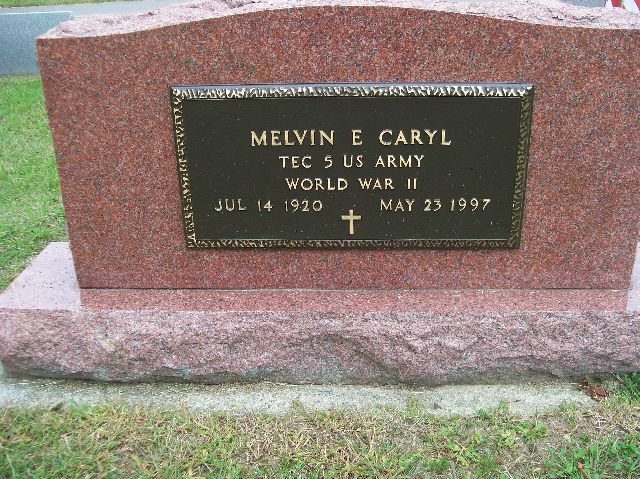 MELVIN E CARYL
TEC 5 US ARMY
WORLD WAR II
JUL 14 1920 MAY 23 1997